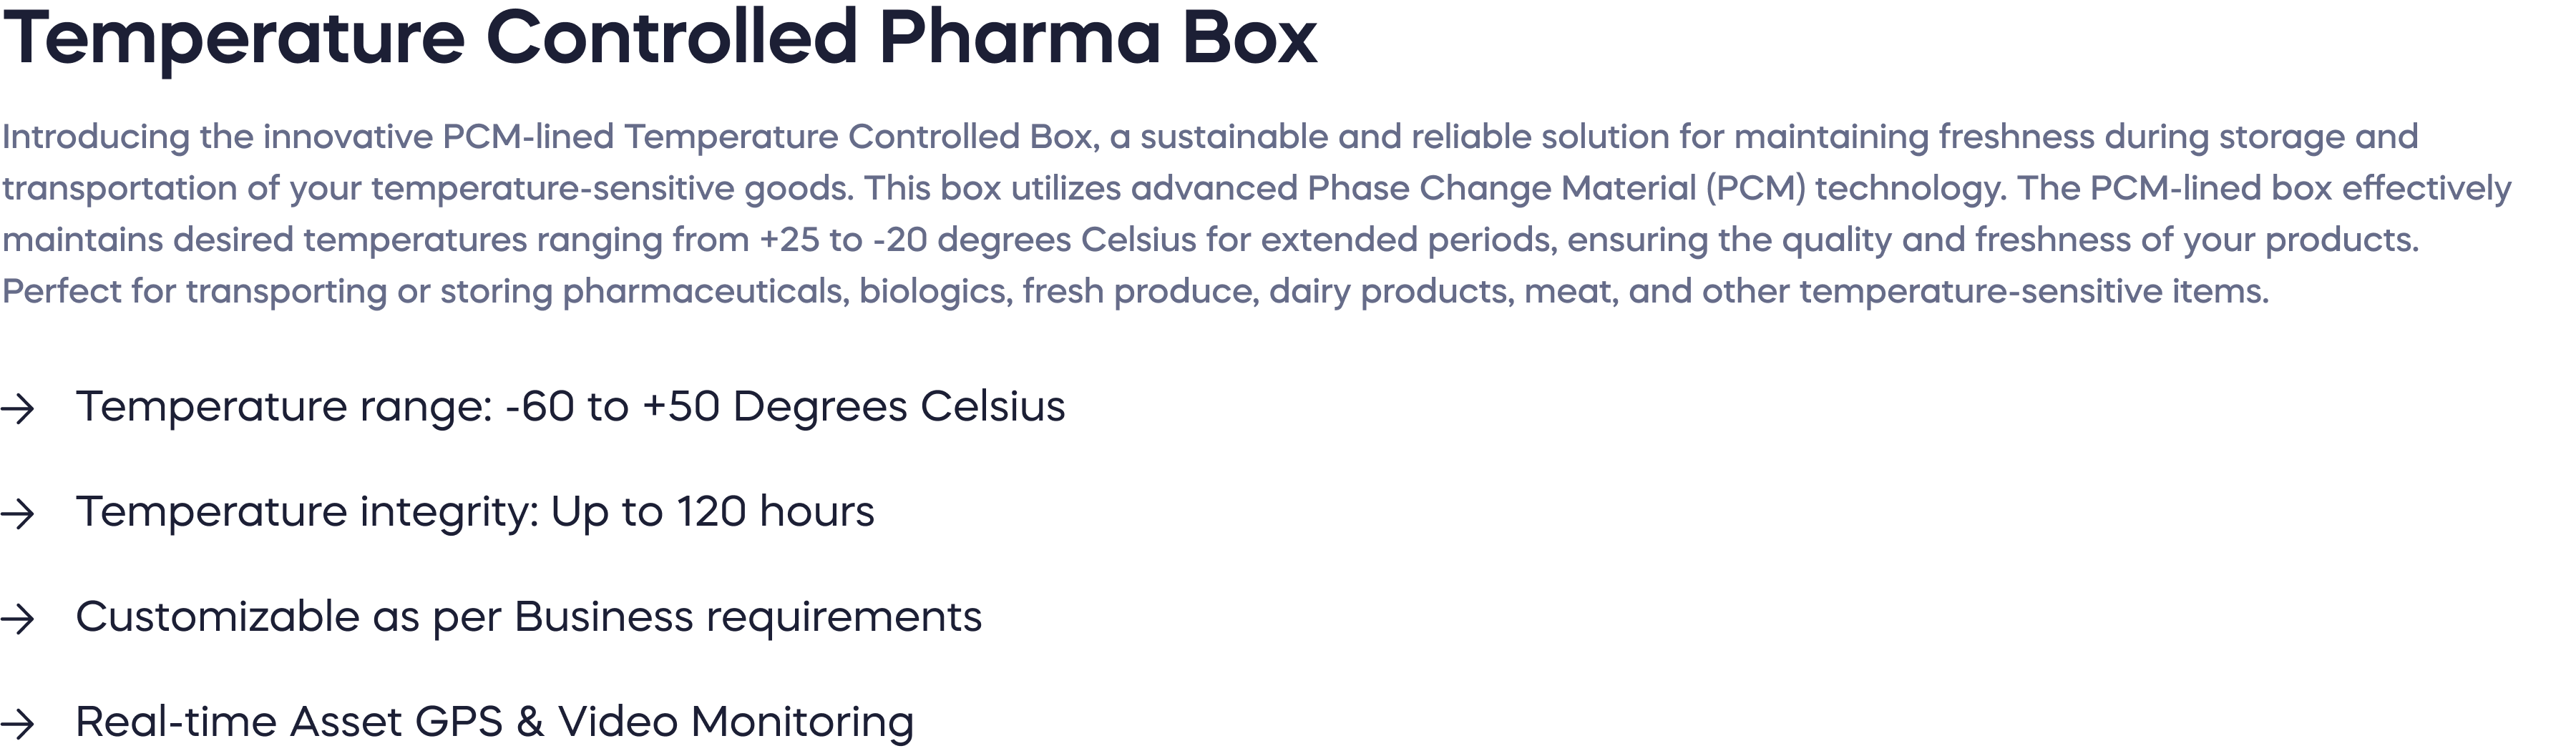 Temperature Controlled Pharma Box
Introducing the innovative PCM-lined Temperature Controlled Box, a sustainable and reliable solution for maintaining freshness during storage and
transportation of your temperature-sensitive goods. This box utilizes advanced Phase Change Material (PCM) technology. The PCM-lined box effectively
maintains desired temperatures ranging from +25 to -20 degrees Celsius for extended periods, ensuring the quality and freshness of your products.
Perfect for transporting or storing pharmaceuticals, biologics, fresh produce, dairy products, meat, and other temperature-sensitive items.
→ Temperature range: -60 to +50 Degrees Celsius
→ Temperature integrity: Up to 120 hours
→ Customizable as per Business requirements
→ Real-time Asset GPS & Video Monitoring